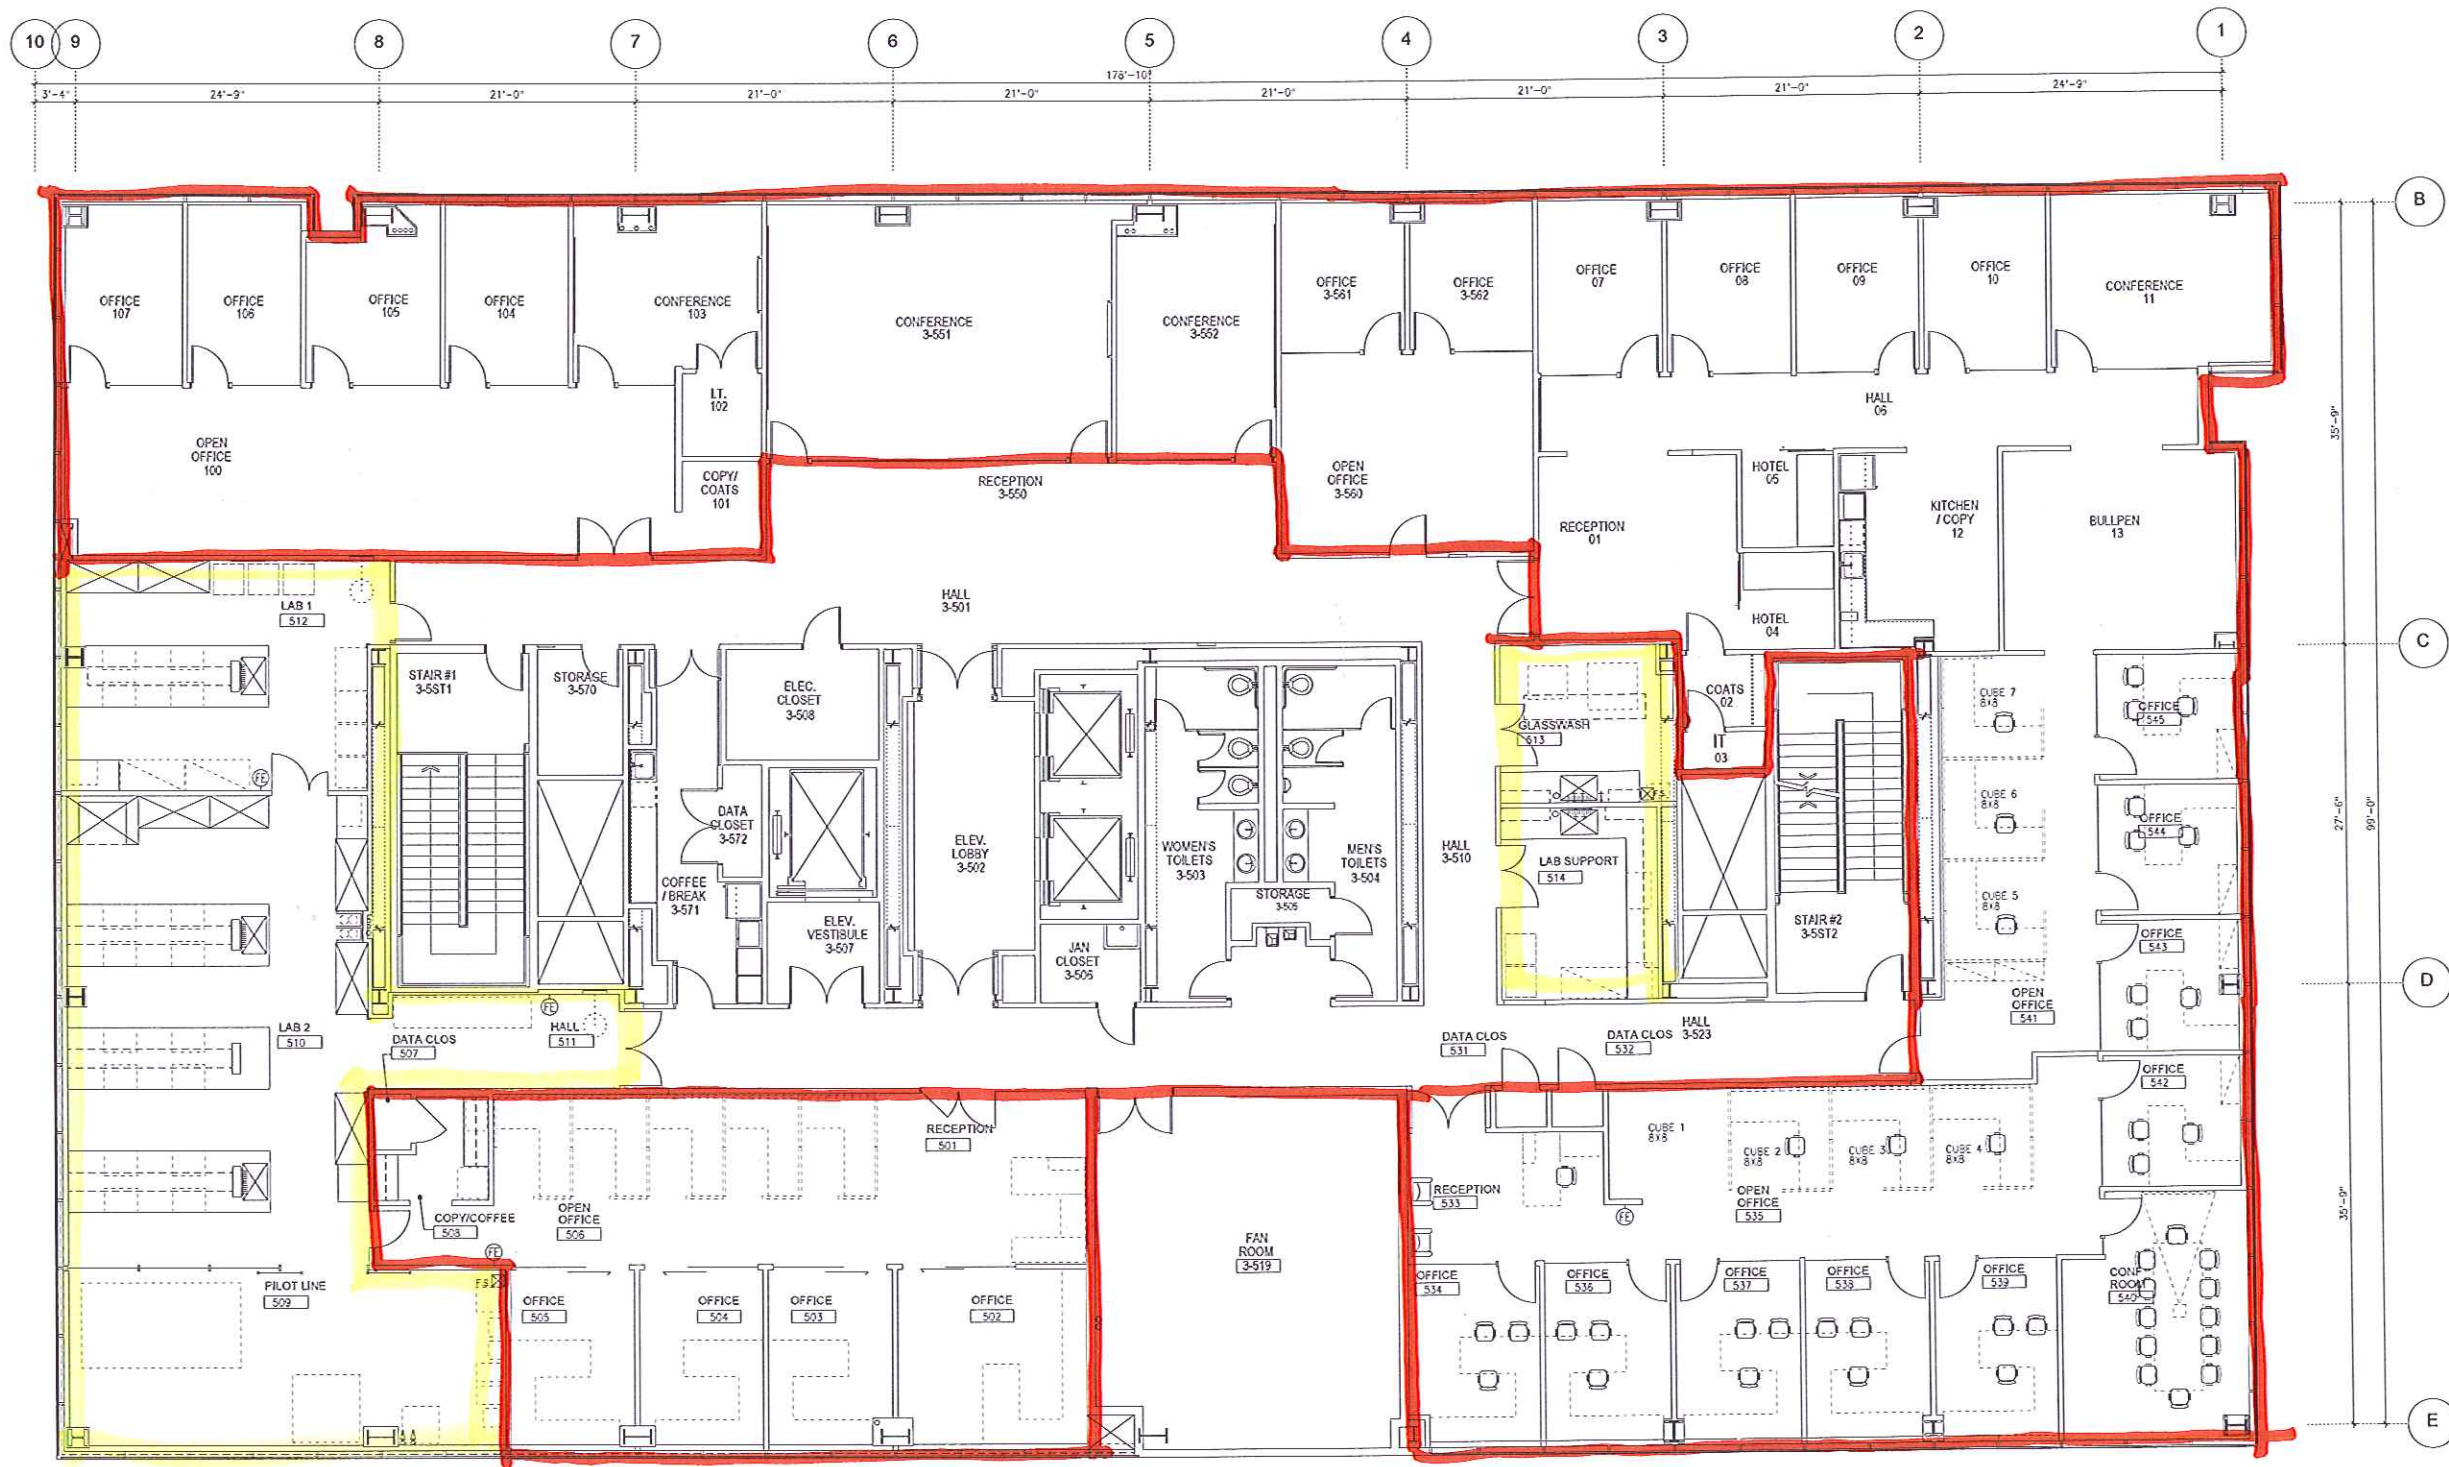 10 9 8 7 6 5 4 3 2 1
178'-10"
3'-4" 24'-9" 21'-0" 21'-0" 21'-0" 21'-0" 21'-0" 21'-0" 24'-9"
B
C
D
E
35'-9"
27'-6"
99'-0"
35'-9"
OFFICE
107
OFFICE
106
OFFICE
105
OFFICE
104
CONFERENCE
103
CONFERENCE
3-551
CONFERENCE
3-552
OFFICE
3-561
OFFICE
3-562
OFFICE
07
OFFICE
08
OFFICE
09
OFFICE
10
CONFERENCE
11
I.T.
102
HALL
06
OPEN
OFFICE
100
COPY/
COATS
101
RECEPTION
3-550
OPEN
OFFICE
3-560
RECEPTION
01
HOTEL
05
KITCHEN
/ COPY
12
BULLPEN
13
HALL
3-501
HOTEL
04
LAB 1
512
STAIR #1
3-5ST1
STORAGE
3-570
ELEC.
CLOSET
3-508
COATS
02
IT
03
GLASSWASH
513
CUBE 7
8X8
OFFICE
545
FE
DATA
CLOSET
3-572
ELEV.
LOBBY
3-502
WOMEN'S
TOILETS
3-503
MEN'S
TOILETS
3-504
HALL
3-510
F.S.
LAB SUPPORT
514
CUBE 6
8X8
OFFICE
544
COFFEE
/ BREAK
3-571
STORAGE
3-505
CUBE 5
8X8
ELEV.
VESTIBULE
3-507
JAN
CLOSET
3-506
STAIR #2
3-5ST2
OFFICE
543
LAB 2
510
DATA CLOS
507
FE
HALL
511
DATA CLOS
531
DATA CLOS
532
HALL
3-523
OPEN
OFFICE
541
OFFICE
542
RECEPTION
501
CUBE 1
8X8
CUBE 2
8X8
CUBE 3
8X8
CUBE 4
8X8
COPY/COFFEE
508
OPEN
OFFICE
506
RECEPTION
533
OPEN
OFFICE
535
FE
FE
FAN
ROOM
3-519
PILOT LINE
509
F.S.
OFFICE
505
OFFICE
504
OFFICE
503
OFFICE
502
OFFICE
534
OFFICE
536
OFFICE
537
OFFICE
538
OFFICE
539
CONF
ROOM
540